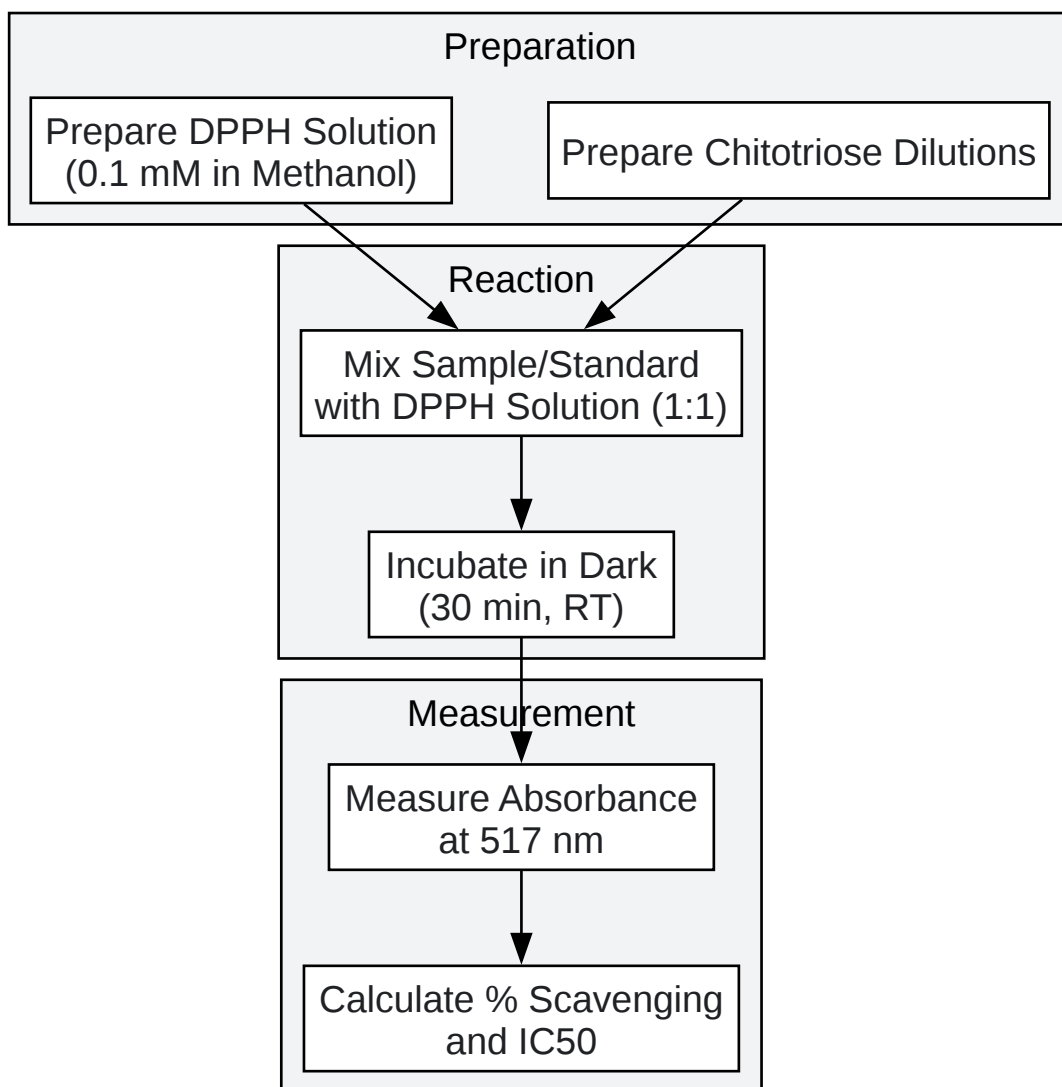 Preparation
Prepare DPPH Solution
(0.1 mM in Methanol)
Prepare Chitotriose Dilutions
Reaction
Mix Sample/Standard
with DPPH Solution (1:1)
Incubate in Dark
(30 min, RT)
Measurement
Measure Absorbance
at 517 nm
Calculate % Scavenging
and IC50